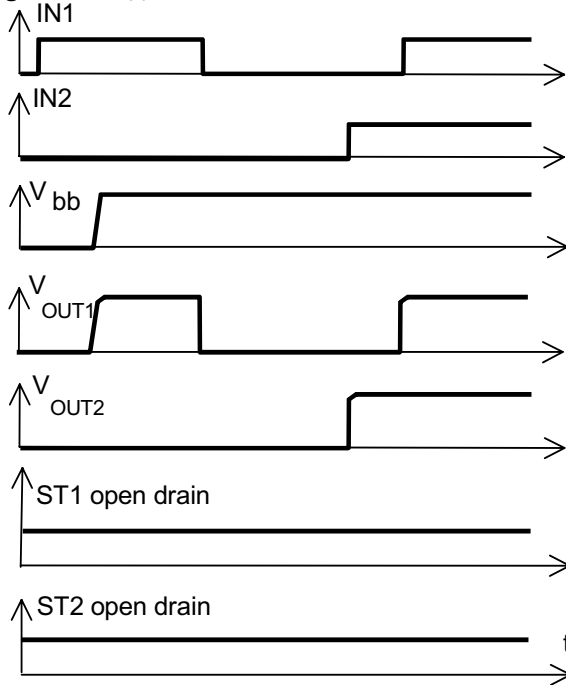 IN1
IN2
V bb
V OUT1
V OUT2
ST1 open drain
ST2 open drain
t